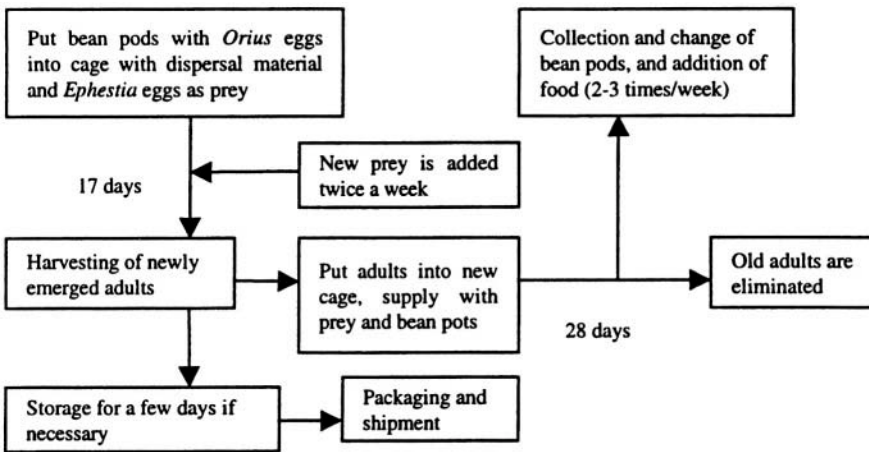 Put bean pods with Orius eggs
into cage with dispersal material
and Ephestia eggs as prey
Collection and change of
bean pods, and addition of
food (2-3 times/week)
New prey is added
twice a week
17 days
Harvesting of newly
emerged adults
Put adults into new
cage, supply with
prey and bean pots
Old adults are
eliminated
28 days
Storage for a few days if
necessary
Packaging and
shipment